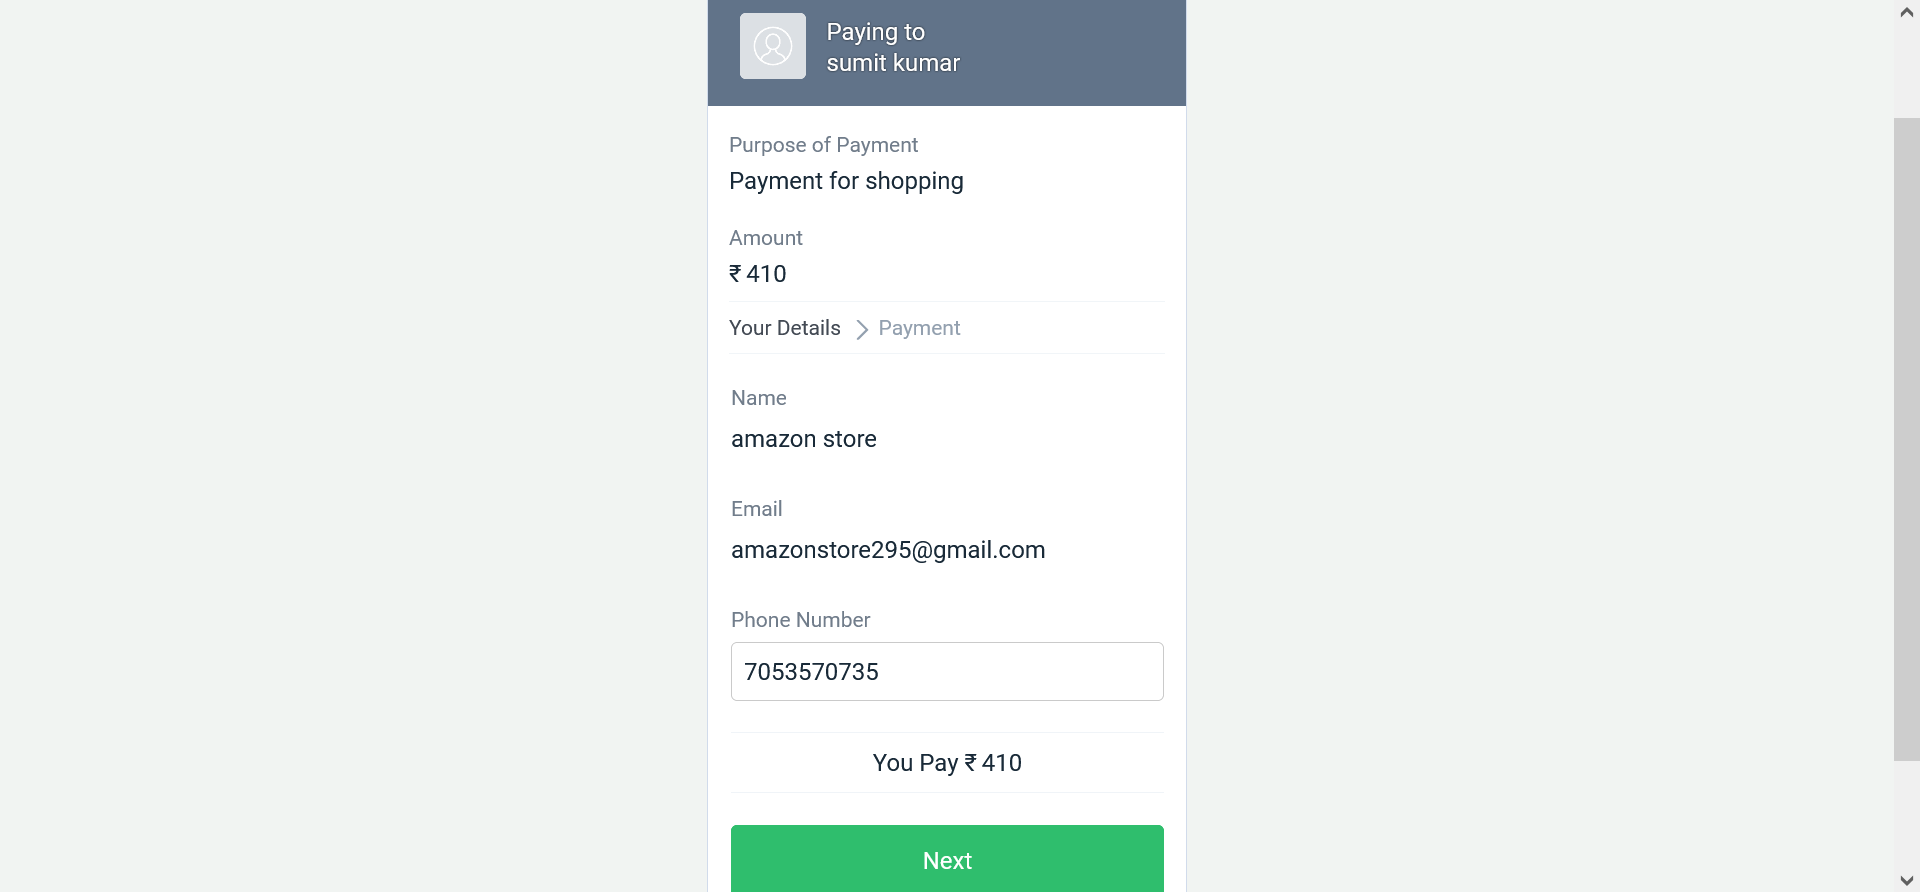 Paying to
sumit kumar
Purpose of Payment
Payment for shopping
Amount
₹ 410
Your Details > Payment
Name
amazon store
Email
amazonstore295@gmail.com
Phone Number
7053570735
You Pay ₹ 410
Next